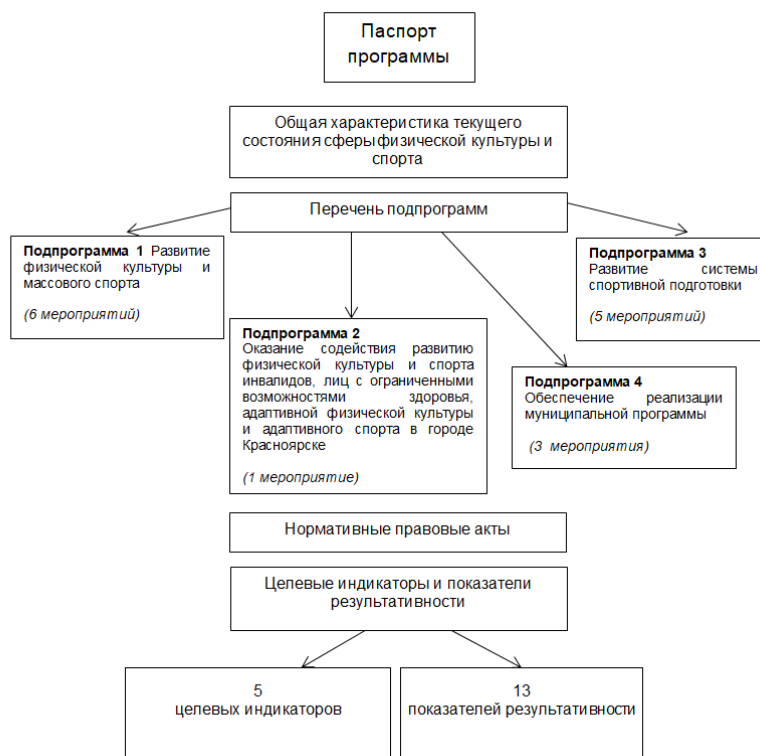 Паспорт
программы
Общая характеристика текущего
состояния сферы физической культуры и
спорта
Перечень подпрограмм
Подпрограмма 1 Развитие
физической культуры и
массового спорта
(6 мероприятий)
Подпрограмма 2
Оказание содействия развитию
физической культуры и спорта
инвалидов, лиц с ограниченными
возможностями здоровья,
адаптивной физической культуры
и адаптивного спорта в городе
Красноярске
(1 мероприятие)
Подпрограмма 3
Развитие системы
спортивной подготовки
(5 мероприятий)
Подпрограмма 4
Обеспечение реализации
муниципальной программы
(3 мероприятия)
Нормативные правовые акты
Целевые индикаторы и показатели
результативности
5
целевых индикаторов
13
показателей результативности